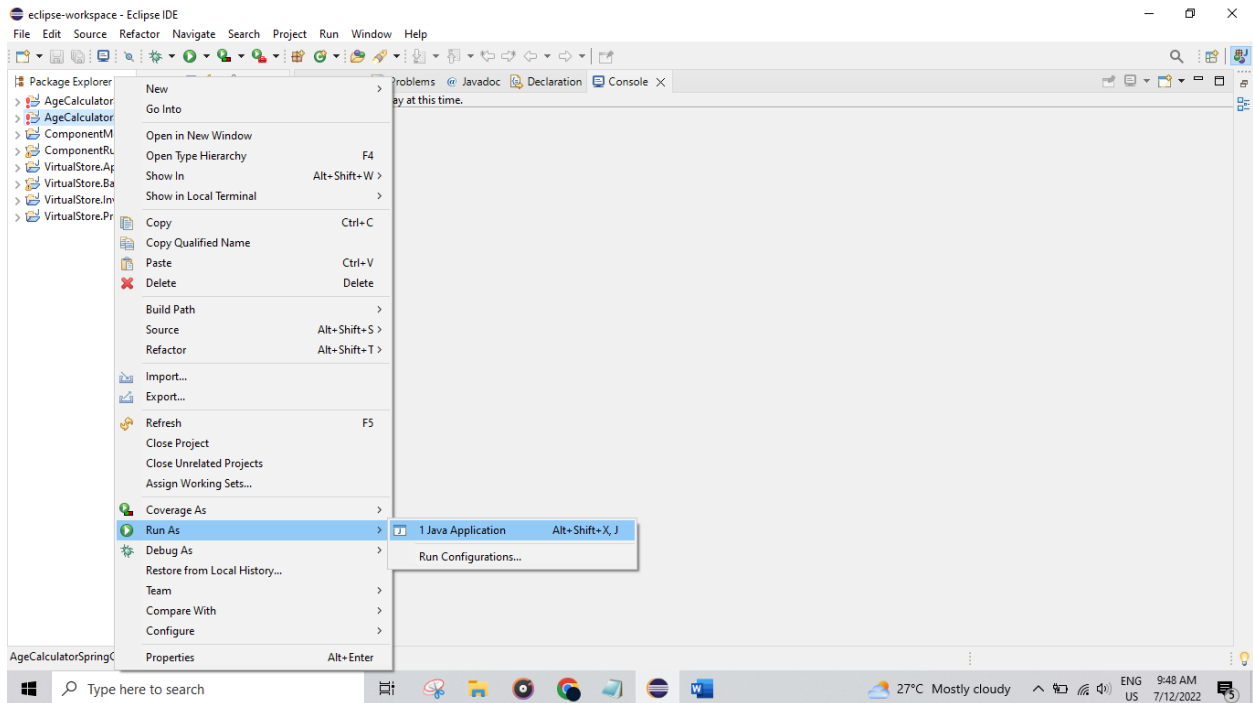 eclipse-workspace - Eclipse IDE
File Edit Source Refactor Navigate Search Project Run Window Help
Package Explorer
Problems @ Javadoc Declaration Console
AgeCalculator
AgeCalculator
ComponentM
ComponentRu
VirtualStore.Ap
VirtualStore.Ba
VirtualStore.Inv
VirtualStore.Pr
ay at this time.
New
Go Into
Open in New Window
Open Type Hierarchy F4
Show In Alt+Shift+W >
Show in Local Terminal
Copy Ctrl+C
Copy Qualified Name
Paste Ctrl+V
Delete Delete
Build Path
Source Alt+Shift+S >
Refactor Alt+Shift+T >
Import...
Export...
Refresh F5
Close Project
Close Unrelated Projects
Assign Working Sets...
Coverage As
Run As
1 Java Application Alt+Shift+X, J
Debug As
Run Configurations...
Restore from Local History...
Team
Compare With
Configure
Properties Alt+Enter
AgeCalculatorSpring
Type here to search
27°C Mostly cloudy
ENG
US
9:48 AM
7/12/2022
5